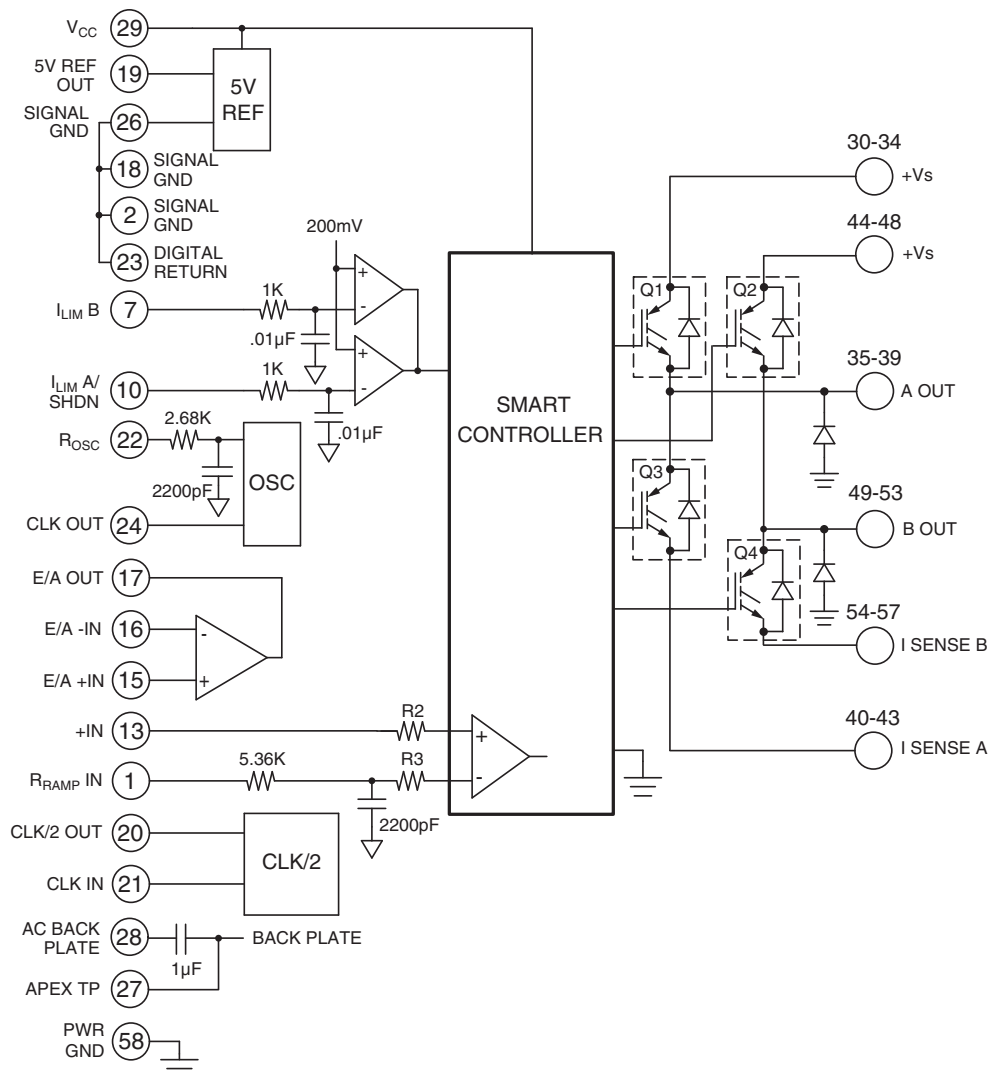 VCC 29
5V REF
OUT 19
5V
REF
SIGNAL
GND 26
18 SIGNAL
GND
2 SIGNAL
GND
23 DIGITAL
RETURN
200mV
+
-
ILIM B 7
1K
.01µF
+
-
ILIM A/
SHDN 10
1K
.01µF
ROSC 22
2.68K
2200pF
OSC
CLK OUT 24
E/A OUT 17
E/A -IN 16
-
E/A +IN 15
+
+IN 13
R2
+
RRAMP IN 1
5.36K
R3
-
2200pF
CLK/2 OUT 20
CLK/2
CLK IN 21
AC BACK
PLATE 28
1µF
BACK PLATE
APEX TP 27
PWR
GND 58
SMART
CONTROLLER
30-34
+Vs
44-48
+Vs
Q1
Q2
35-39
A OUT
Q3
49-53
B OUT
Q4
54-57
I SENSE B
40-43
I SENSE A